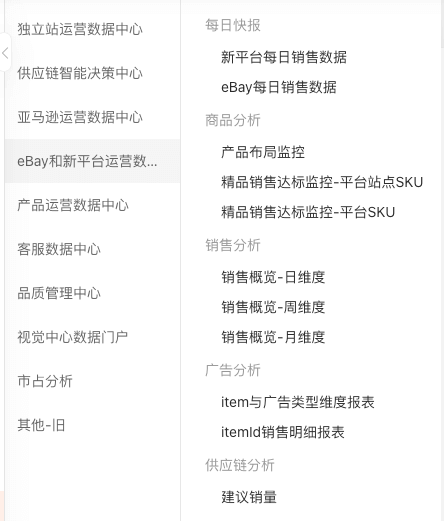 独立站运营数据中心
供应链智能决策中心
亚马逊运营数据中心
eBay和新平台运营数...
产品运营数据中心
客服数据中心
品质管理中心
视觉中心数据门户
市占分析
其他-旧
每日快报
新平台每日销售数据
eBay每日销售数据
商品分析
产品布局监控
精品销售达标监控-平台站点SKU
精品销售达标监控-平台SKU
销售分析
销售概览-日维度
销售概览-周维度
销售概览-月维度
广告分析
item与广告类型维度报表
itemId销售明细报表
供应链分析
建议销量